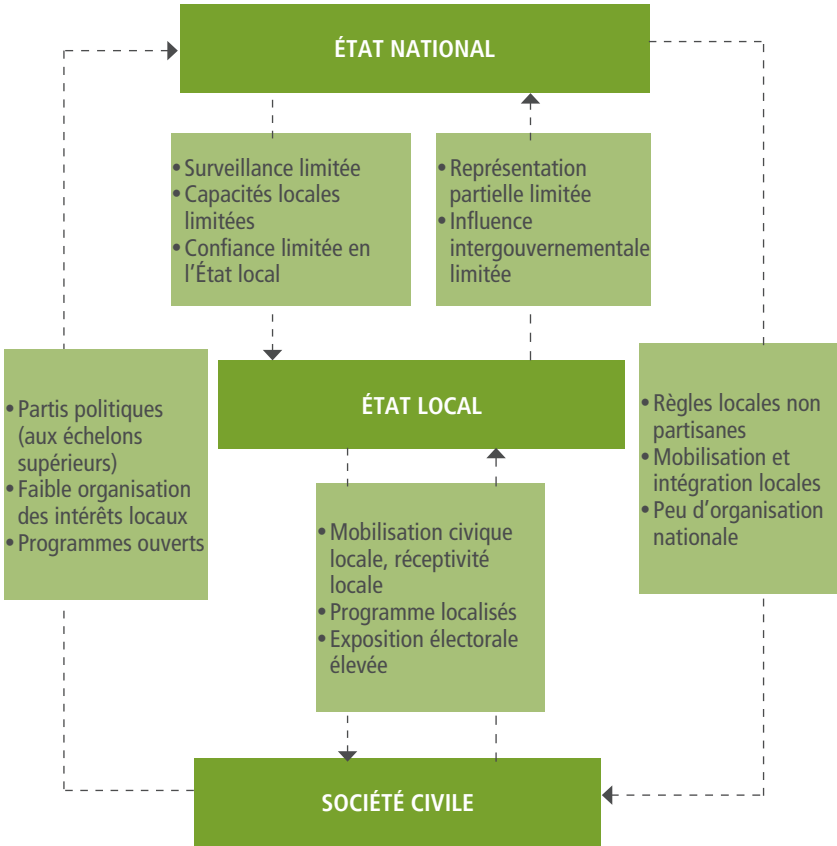 ÉTAT NATIONAL
• Surveillance limitée
• Capacités locales
limitées
• Confiance limitée en
l'État local
• Représentation
partielle limitée
• Influence
intergouvernementale
limitée
• Partis politiques
(aux échelons
supérieurs)
• Faible organisation
des intérêts locaux
• Programmes ouverts
ÉTAT LOCAL
• Règles locales non
partisanes
• Mobilisation et
intégration locales
• Peu d'organisation
nationale
• Mobilisation civique
locale, réceptivité
locale
• Programme localisés
• Exposition électorale
élevée
SOCIÉTÉ CIVILE